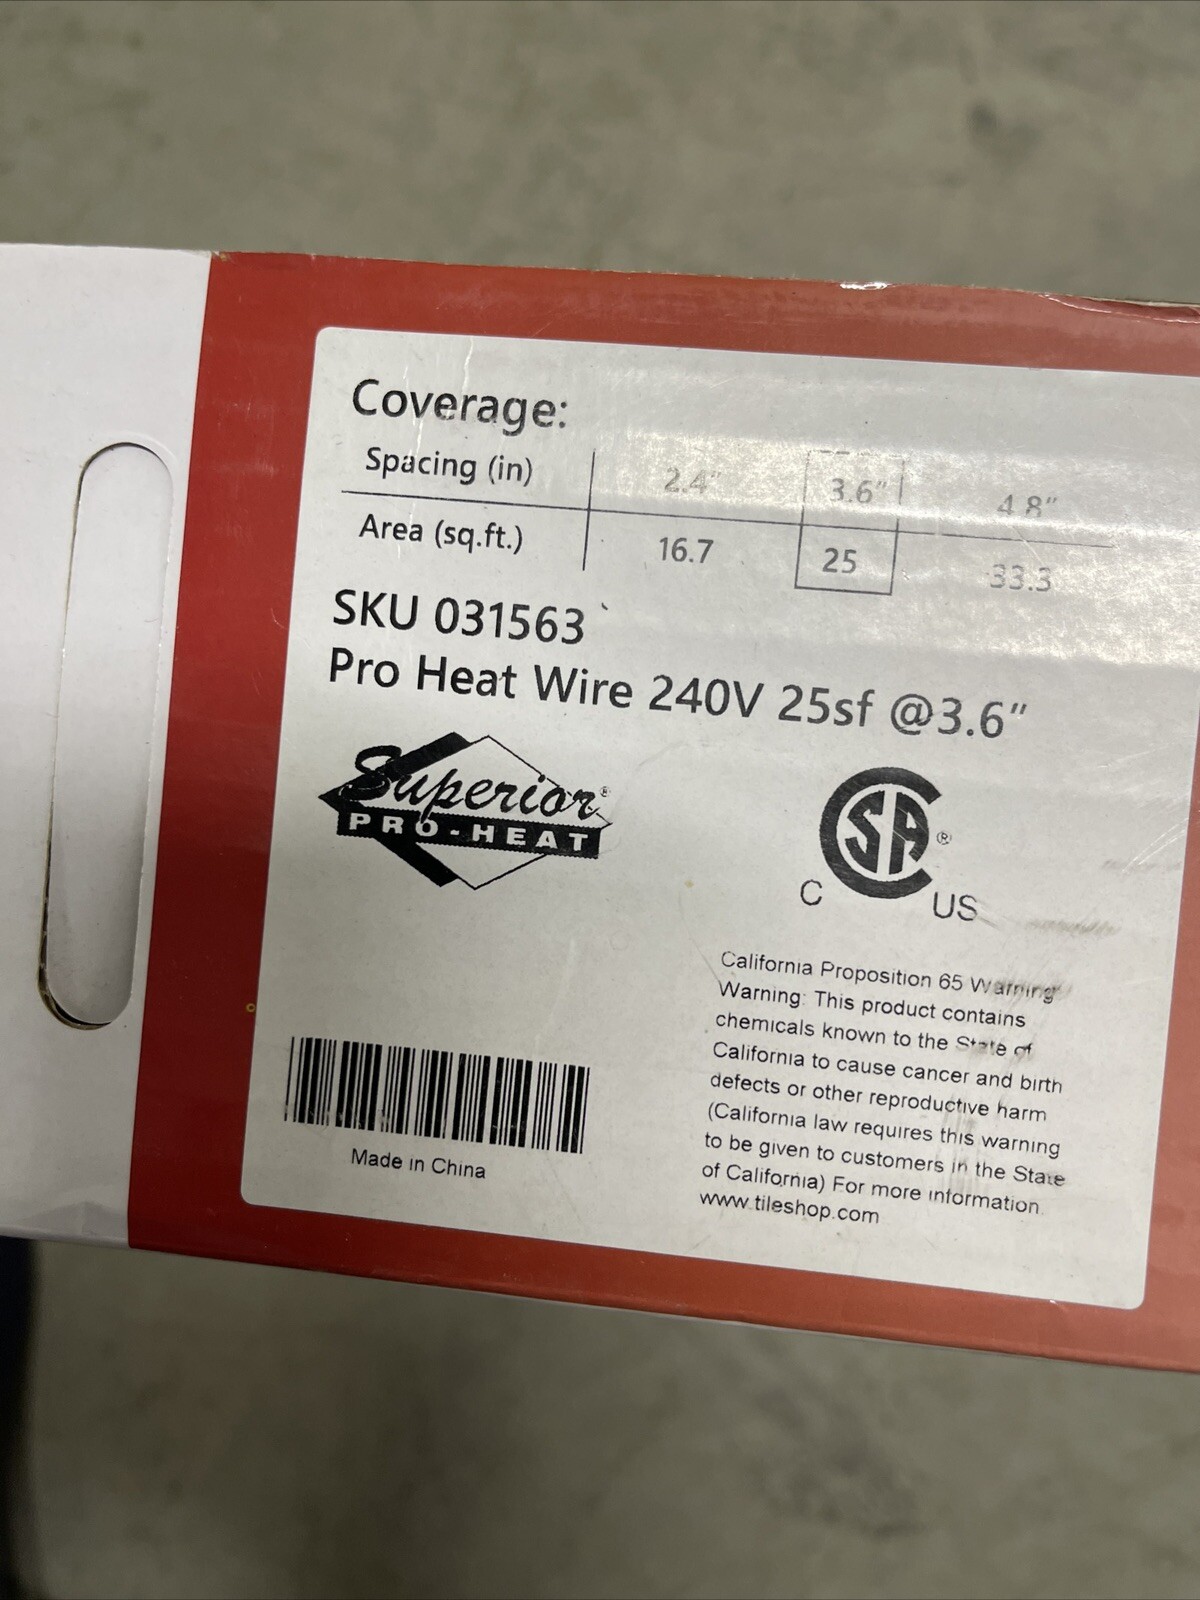 Coverage:
Spacing (in) 2.4" 3.6" 4.8"
Area (sq.ft.) 16.7 25 33.3
SKU 031563
Pro Heat Wire 240V 25sf @3.6"
Superior®
PRO-HEAT
CSA®
C US
California Proposition 65 Warning
Warning: This product contains
chemicals known to the State of
California to cause cancer and birth
defects or other reproductive harm
(California law requires this warning
to be given to customers in the State
of California) For more information
www.tileshop.com
Made in China